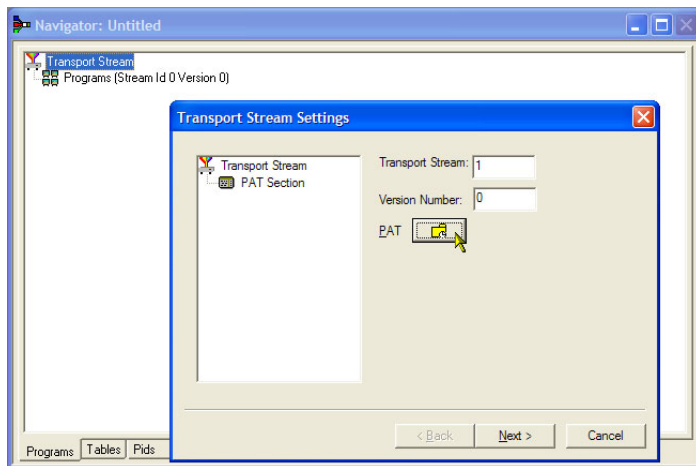 Navigator: Untitled
Transport Stream
Programs (Stream Id 0 Version 0)
Transport Stream Settings
Transport Stream
PAT Section
Transport Stream: 1
Version Number: 0
PAT
< Back Next > Cancel
Programs Tables Pids